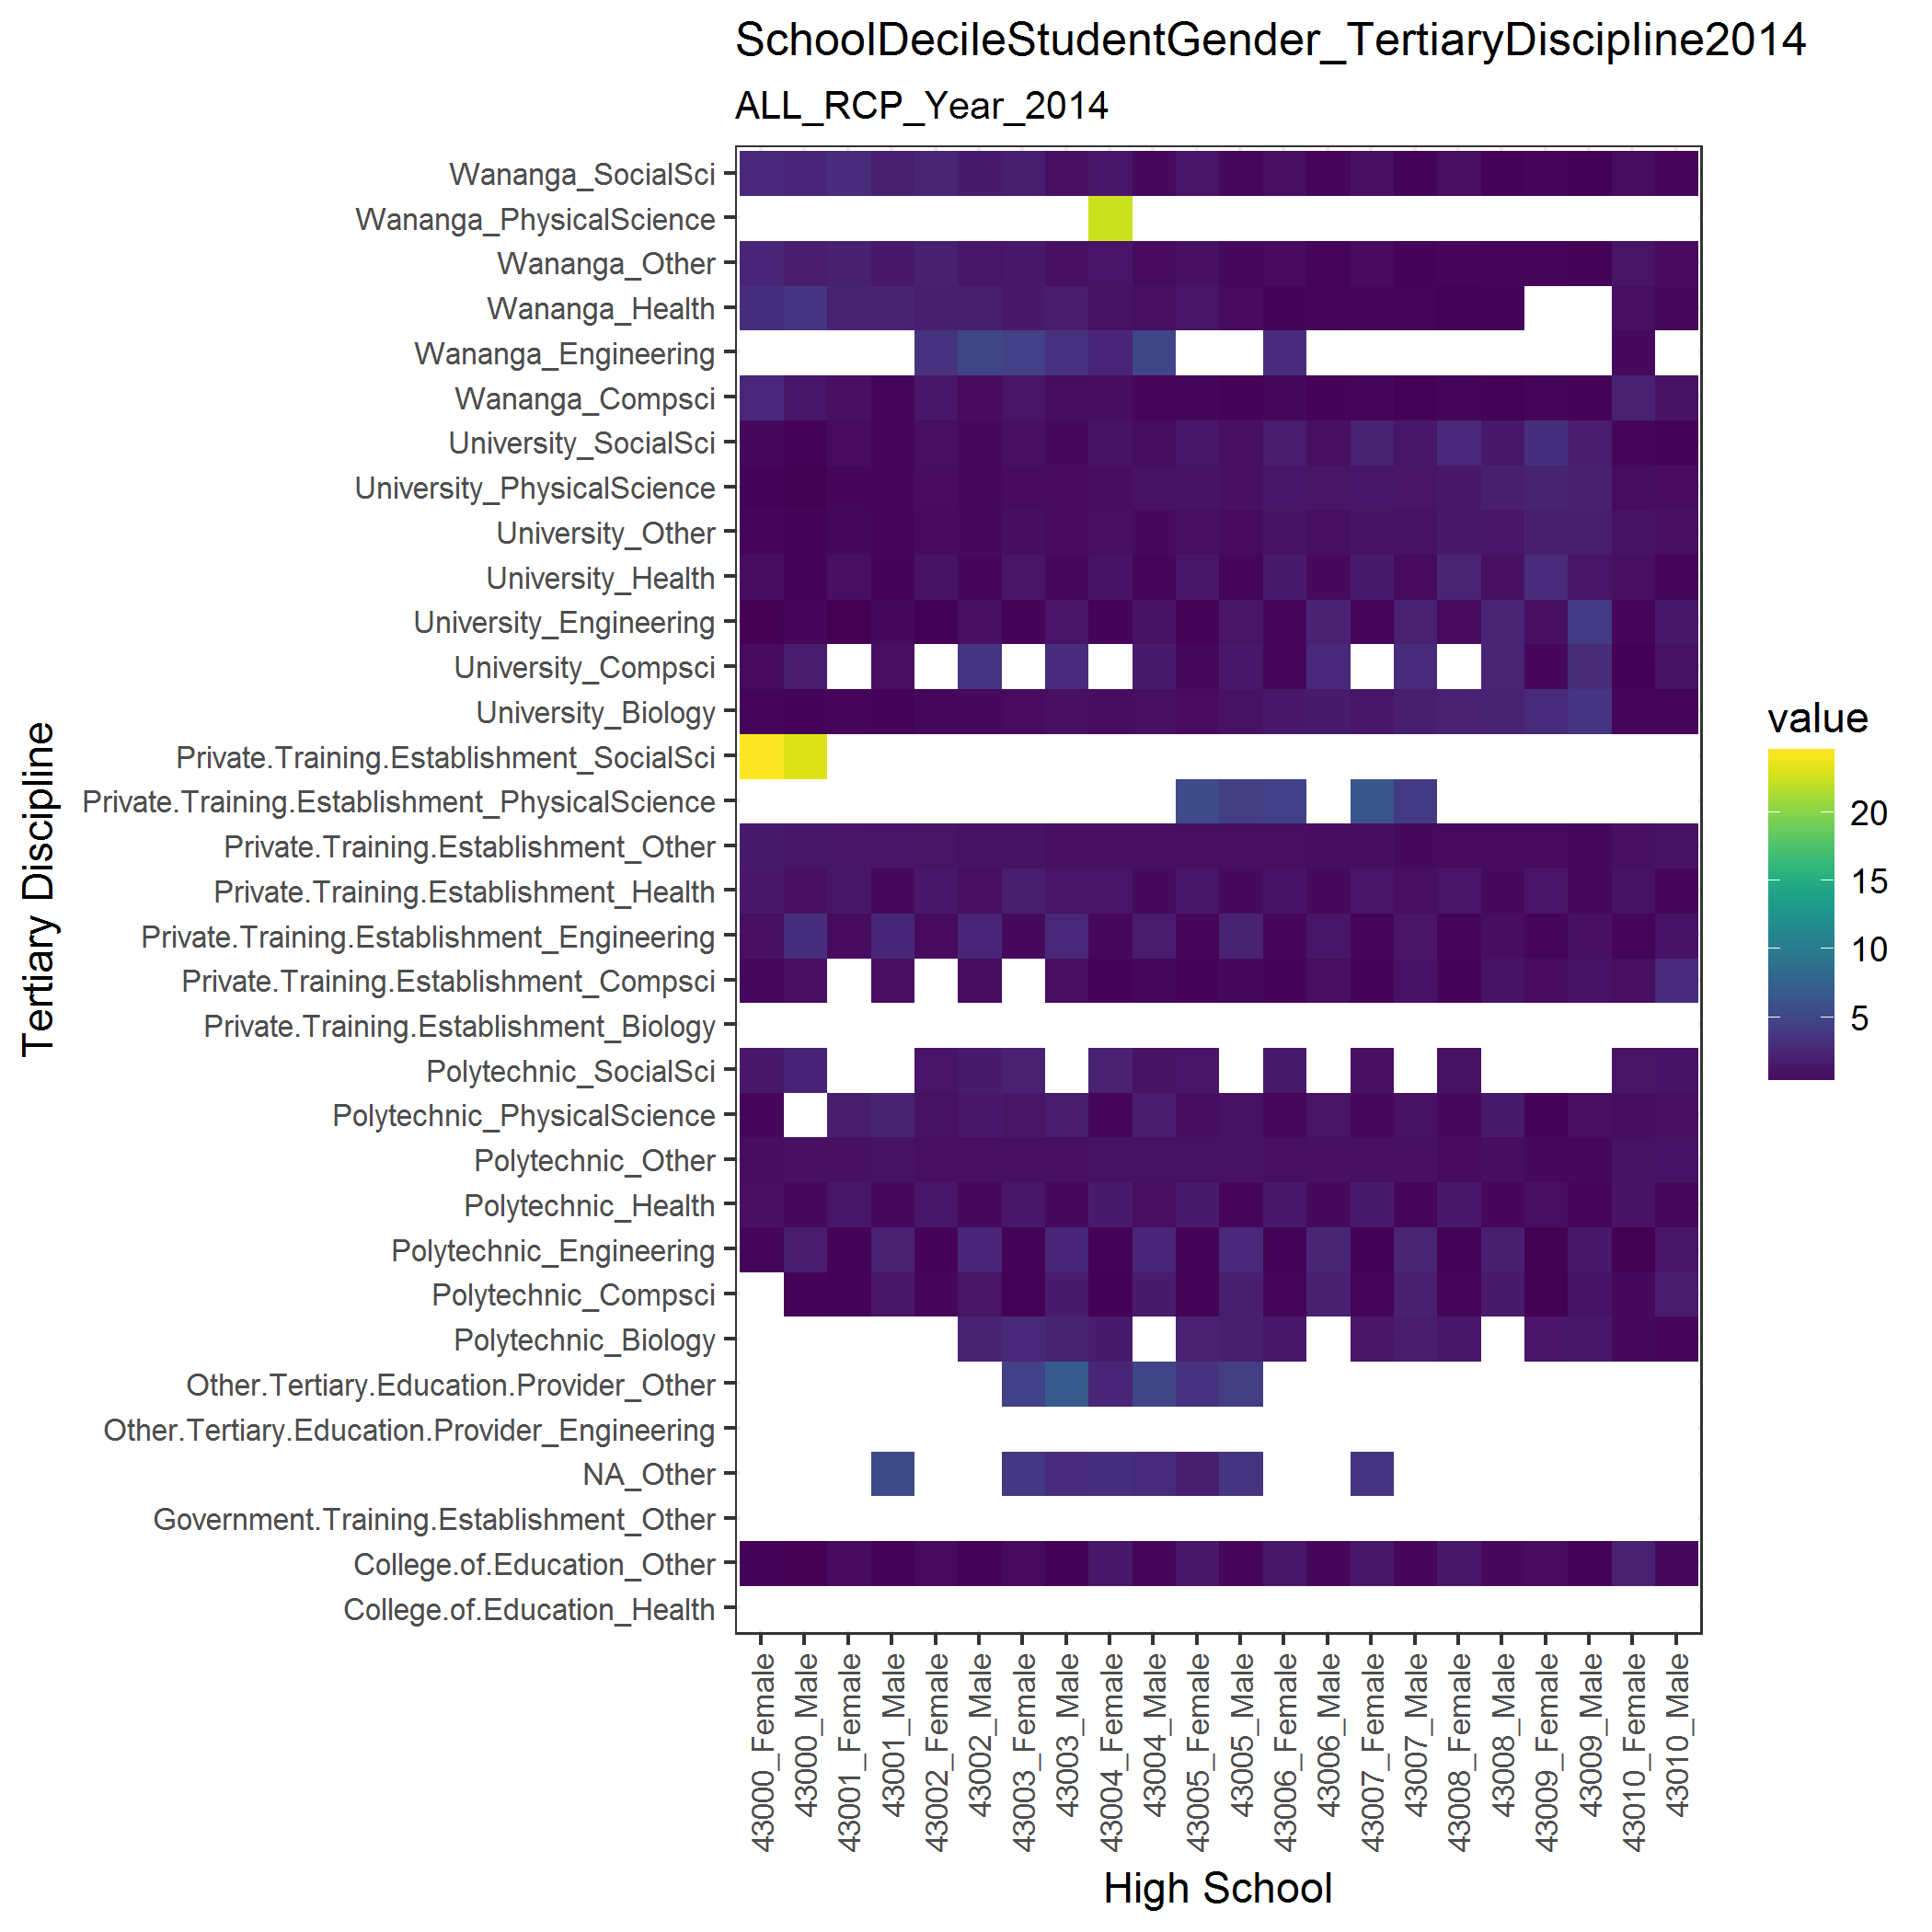 SchoolDecileStudentGender_TertiaryDiscipline2014
ALL_RCP_Year_2014
Tertiary Discipline
Wananga_SocialSci
Wananga_PhysicalScience
Wananga_Other
Wananga_Health
Wananga_Engineering
Wananga_Compsci
University_SocialSci
University_PhysicalScience
University_Other
University_Health
University_Engineering
University_Compsci
University_Biology
Private.Training.Establishment_SocialSci
Private.Training.Establishment_PhysicalScience
Private.Training.Establishment_Other
Private.Training.Establishment_Health
Private.Training.Establishment_Engineering
Private.Training.Establishment_Compsci
Private.Training.Establishment_Biology
Polytechnic_SocialSci
Polytechnic_PhysicalScience
Polytechnic_Other
Polytechnic_Health
Polytechnic_Engineering
Polytechnic_Compsci
Polytechnic_Biology
Other.Tertiary.Education.Provider_Other
Other.Tertiary.Education.Provider_Engineering
NA_Other
Government.Training.Establishment_Other
College.of.Education_Other
College.of.Education_Health
43000_Female
43000_Male
43001_Female
43001_Male
43002_Female
43002_Male
43003_Female
43003_Male
43004_Female
43004_Male
43005_Female
43005_Male
43006_Female
43006_Male
43007_Female
43007_Male
43008_Female
43008_Male
43009_Female
43009_Male
43010_Female
43010_Male
High School
value
20
15
10
5